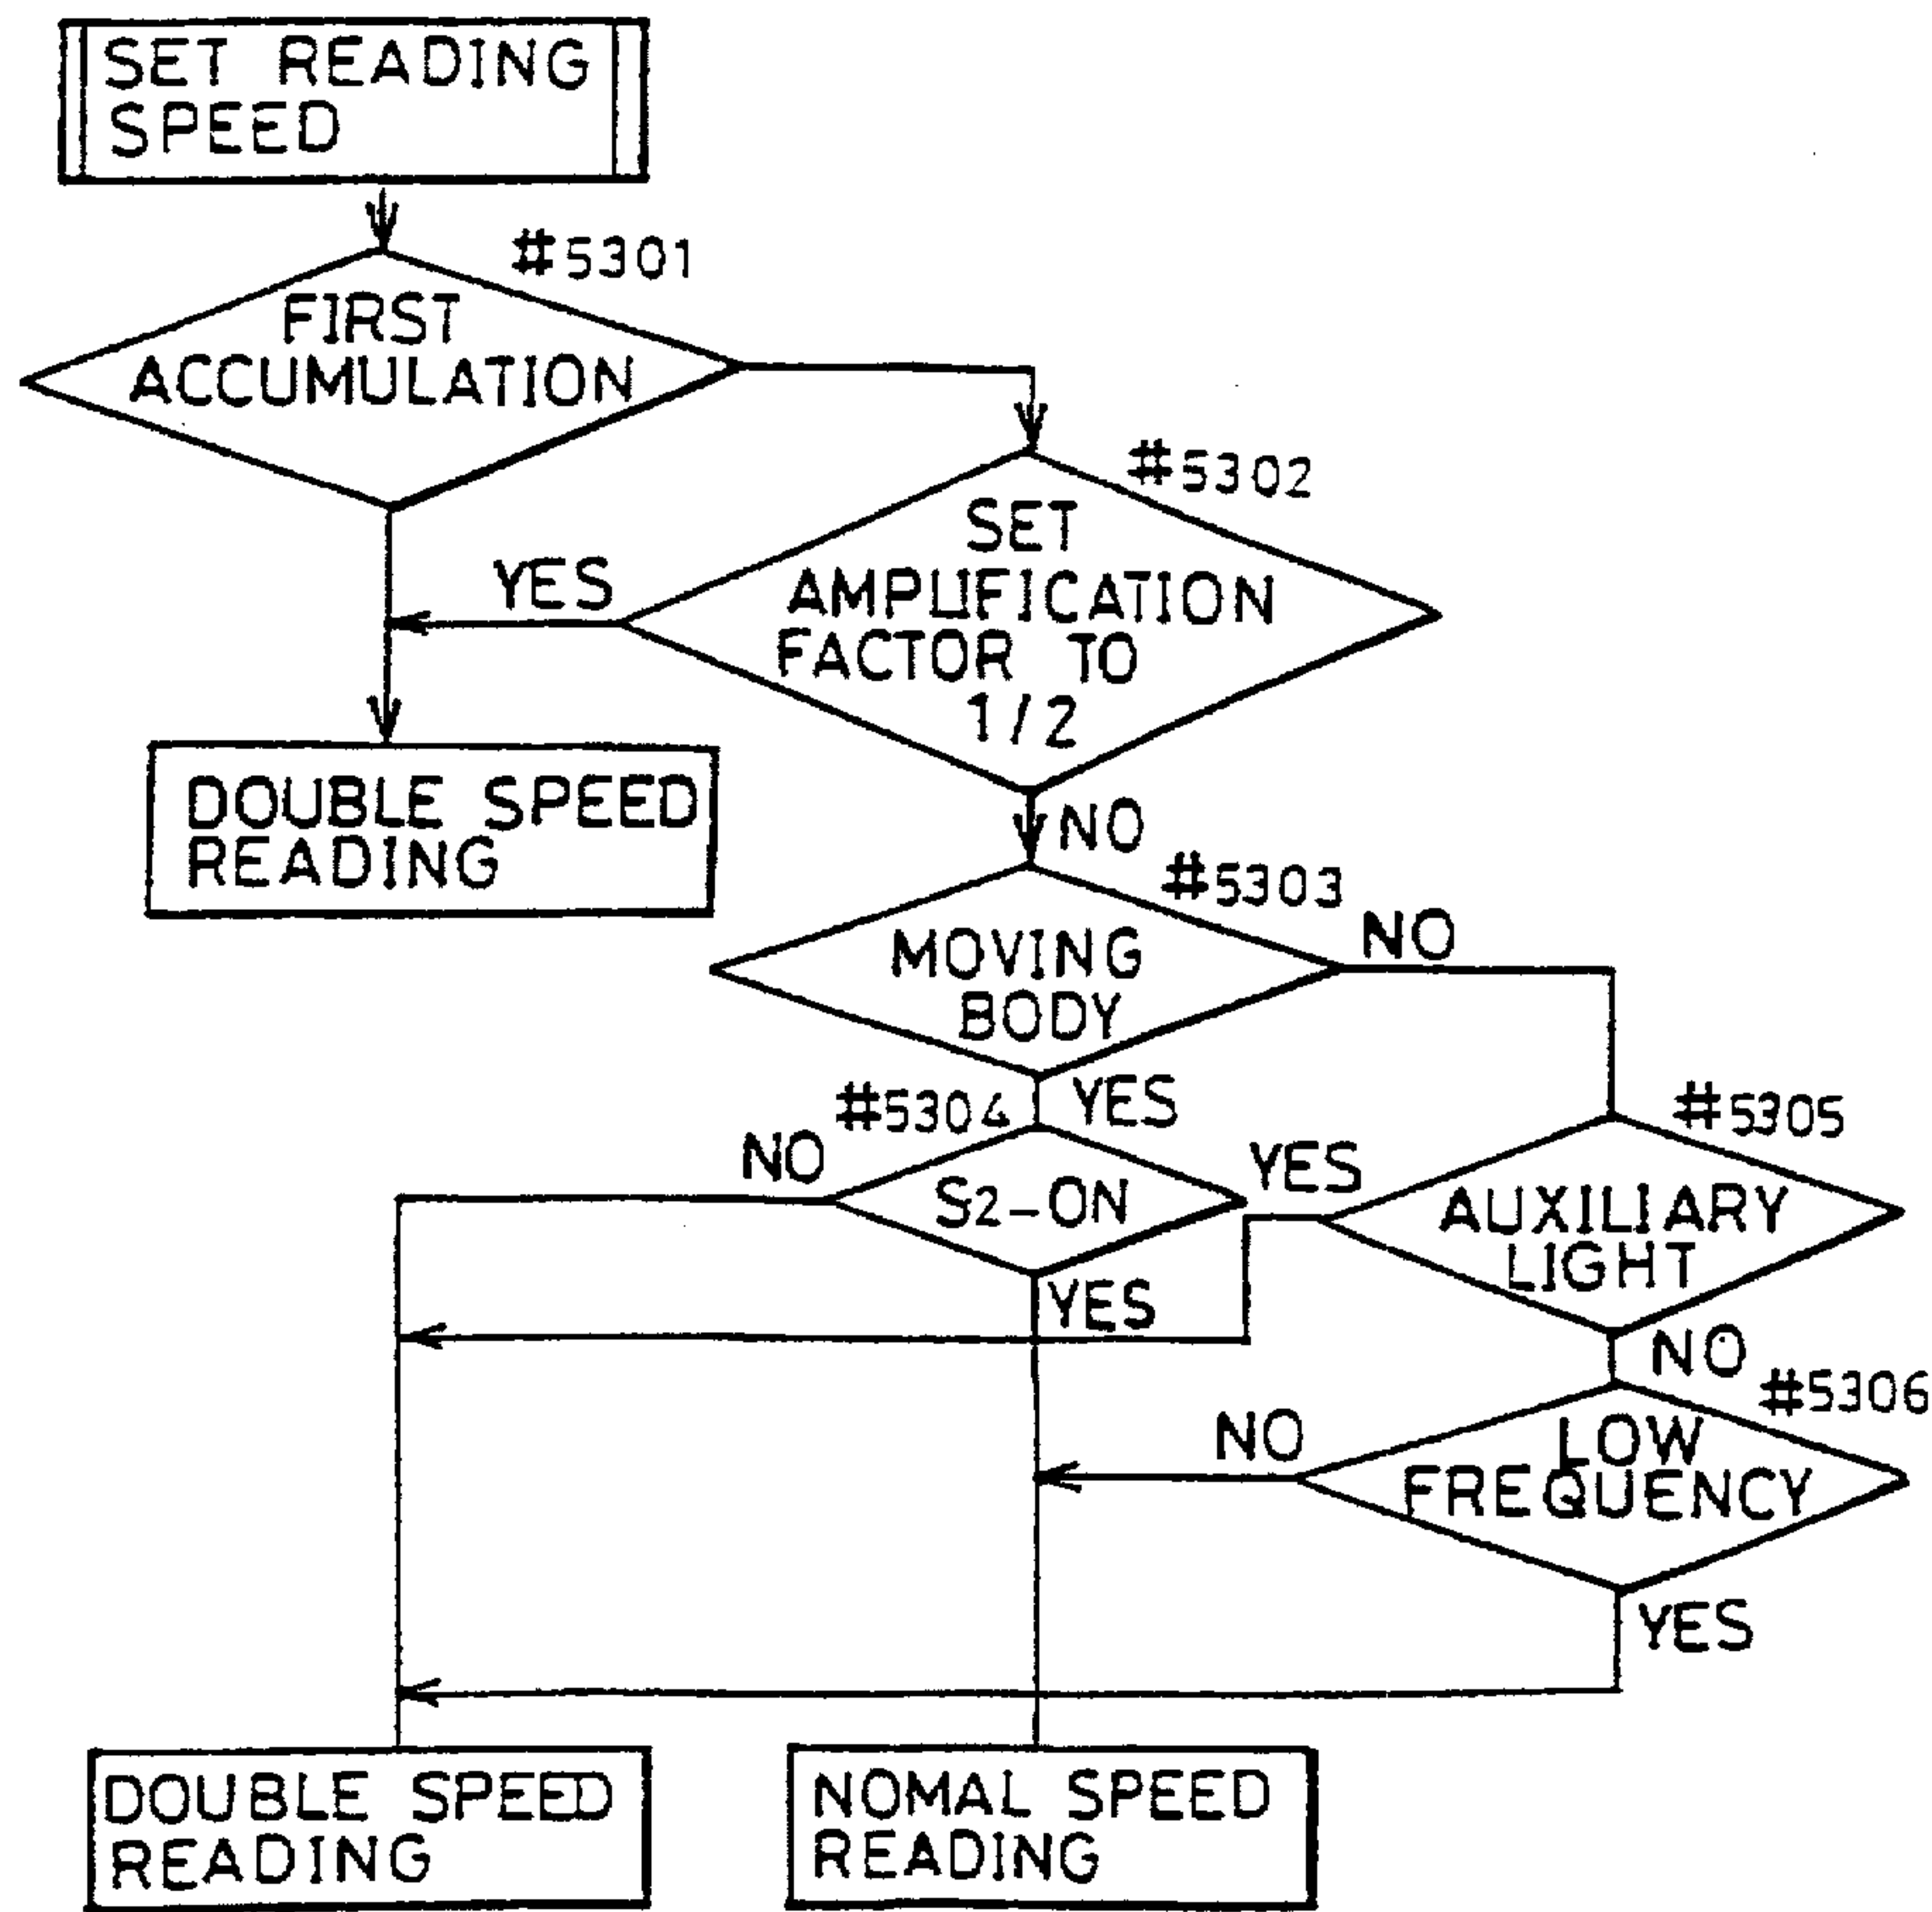 SET READING
SPEED
#5301
FIRST
ACCUMULATION
#5302
SET
AMPLIFICATION
FACTOR TO
1/2
YES
DOUBLE SPEED
READING
NO
#5303
MOVING
BODY
NO
YES
#5304
NO
S2-ON
YES
#5305
YES
AUXILIARY
LIGHT
NO
#5306
NO
LOW
FREQUENCY
YES
DOUBLE SPEED
READING
NOMAL SPEED
READING